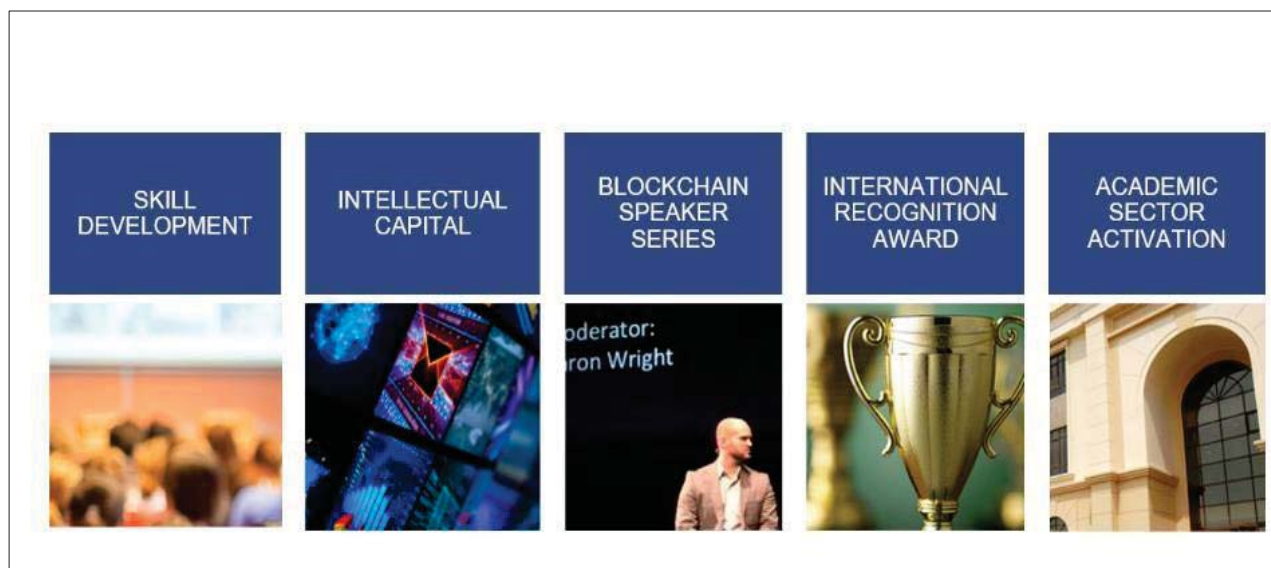 SKILL
DEVELOPMENT
INTELLECTUAL
CAPITAL
BLOCKCHAIN
SPEAKER
SERIES
INTERNATIONAL
RECOGNITION
AWARD
ACADEMIC
SECTOR
ACTIVATION
oderator:
ron Wright